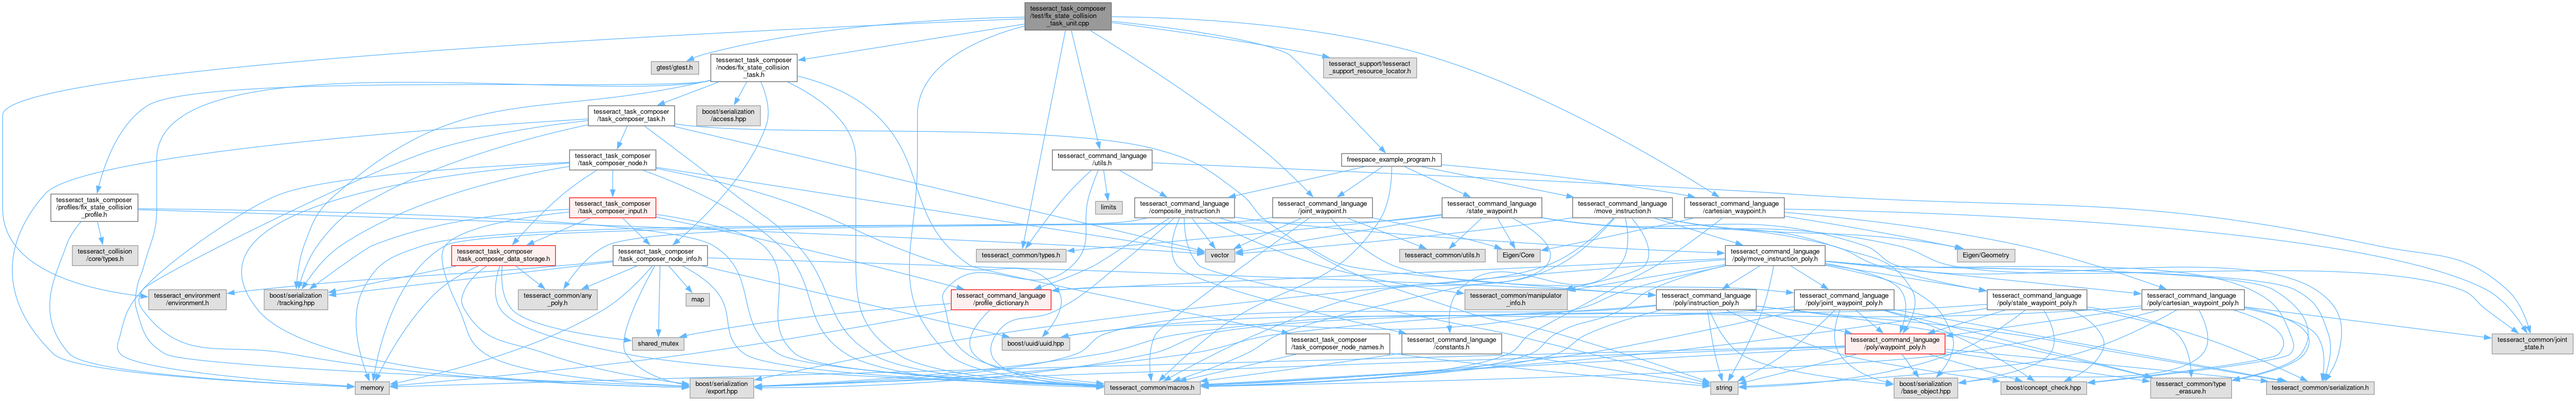 tesseract_task_composer
/test/fix_state_collision
_task_unit.cpp
gtest/gtest.h
tesseract_task_composer
/nodes/fix_state_collision
_task.h
tesseract_support/tesseract
_support_resource_locator.h
boost/serialization
/access.hpp
tesseract_task_composer
/task_composer_task.h
tesseract_task_composer
/task_composer_node.h
tesseract_command_language
/utils.h
freespace_example_program.h
tesseract_task_composer
/profiles/fix_state_collision
_profile.h
tesseract_task_composer
/task_composer_input.h
limits
tesseract_command_language
/composite_instruction.h
tesseract_command_language
/joint_waypoint.h
tesseract_command_language
/state_waypoint.h
tesseract_command_language
/move_instruction.h
tesseract_command_language
/cartesian_waypoint.h
tesseract_collision
/core/types.h
tesseract_task_composer
/task_composer_data_storage.h
tesseract_task_composer
/task_composer_node_info.h
tesseract_common/types.h
vector
tesseract_common/utils.h
Eigen/Core
tesseract_command_language
/poly/move_instruction_poly.h
Eigen/Geometry
tesseract_environment
/environment.h
boost/serialization
/tracking.hpp
tesseract_common/any
_poly.h
map
tesseract_command_language
/profile_dictionary.h
tesseract_common/manipulator
_info.h
tesseract_command_language
/poly/instruction_poly.h
tesseract_command_language
/poly/joint_waypoint_poly.h
tesseract_command_language
/poly/state_waypoint_poly.h
tesseract_command_language
/poly/cartesian_waypoint_poly.h
shared_mutex
boost/uuid/uuid.hpp
tesseract_task_composer
/task_composer_node_names.h
tesseract_command_language
/constants.h
tesseract_command_language
/poly/waypoint_poly.h
tesseract_common/joint
_state.h
memory
boost/serialization
/export.hpp
tesseract_common/macros.h
string
boost/serialization
/base_object.hpp
boost/concept_check.hpp
tesseract_common/type
_erasure.h
tesseract_common/serialization.h